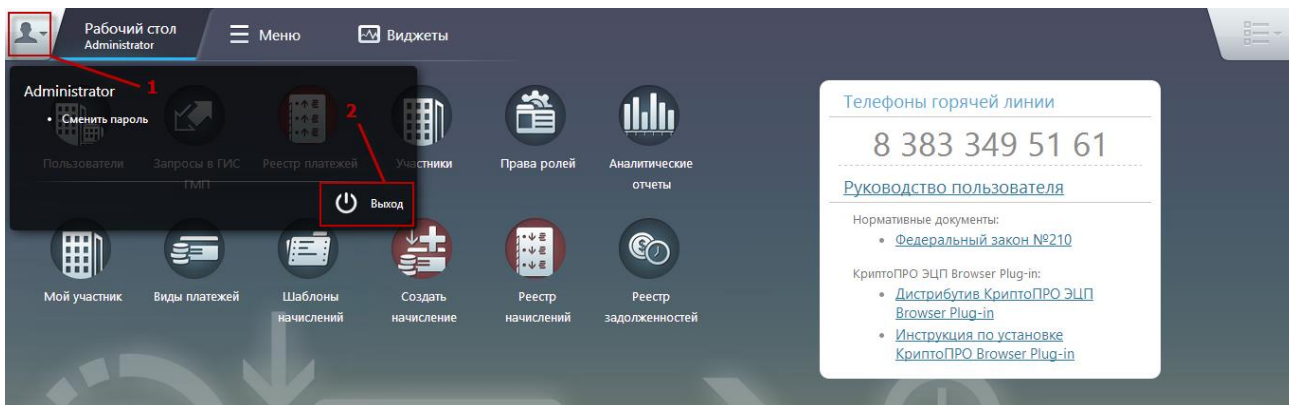 Рабочий стол
Administrator
Меню
Виджеты
Administrator
1
• Сменить пароль
2
Пользователи
Запросы в ГИС
ГМП
Реестр платежей
Участники
Права ролей
Аналитические
отчеты
Выход
Мой участник
Виды платежей
Шаблоны
начислений
Создать
начисление
Реестр
начислений
Реестр
задолженностей
Телефоны горячей линии
8 383 349 51 61
Руководство пользователя
Нормативные документы:
• Федеральный закон №210
КриптоПРО ЭЦП Browser Plug-in:
• Дистрибутив КриптоПРО ЭЦП
Browser Plug-in
• Инструкция по установке
КриптоПРО Browser Plug-in